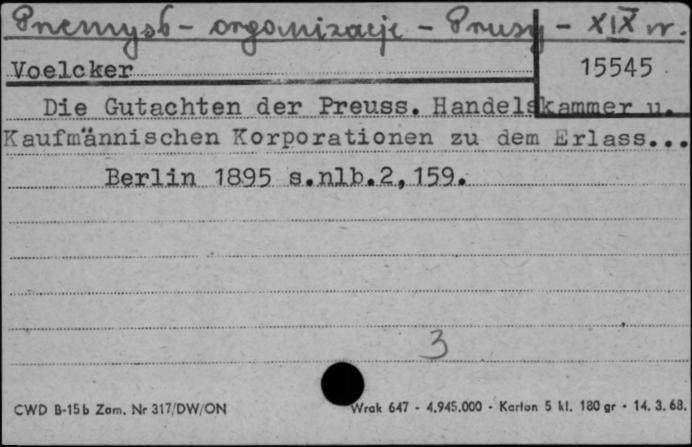 Przemysł - organizacje - Prusy - XIX w.
Voelcker
15545
Die Gutachten der Preuss. Handelskammer u.
Kaufmännischen Korporationen zu dem Erlass...
Berlin 1895 s.nlb.2,159.
3
CWD B-15b Zam. Nr 317/DW/ON
Wrak 647 - 4.945.000 - Karton 5 kl. 180 gr - 14. 3. 68.